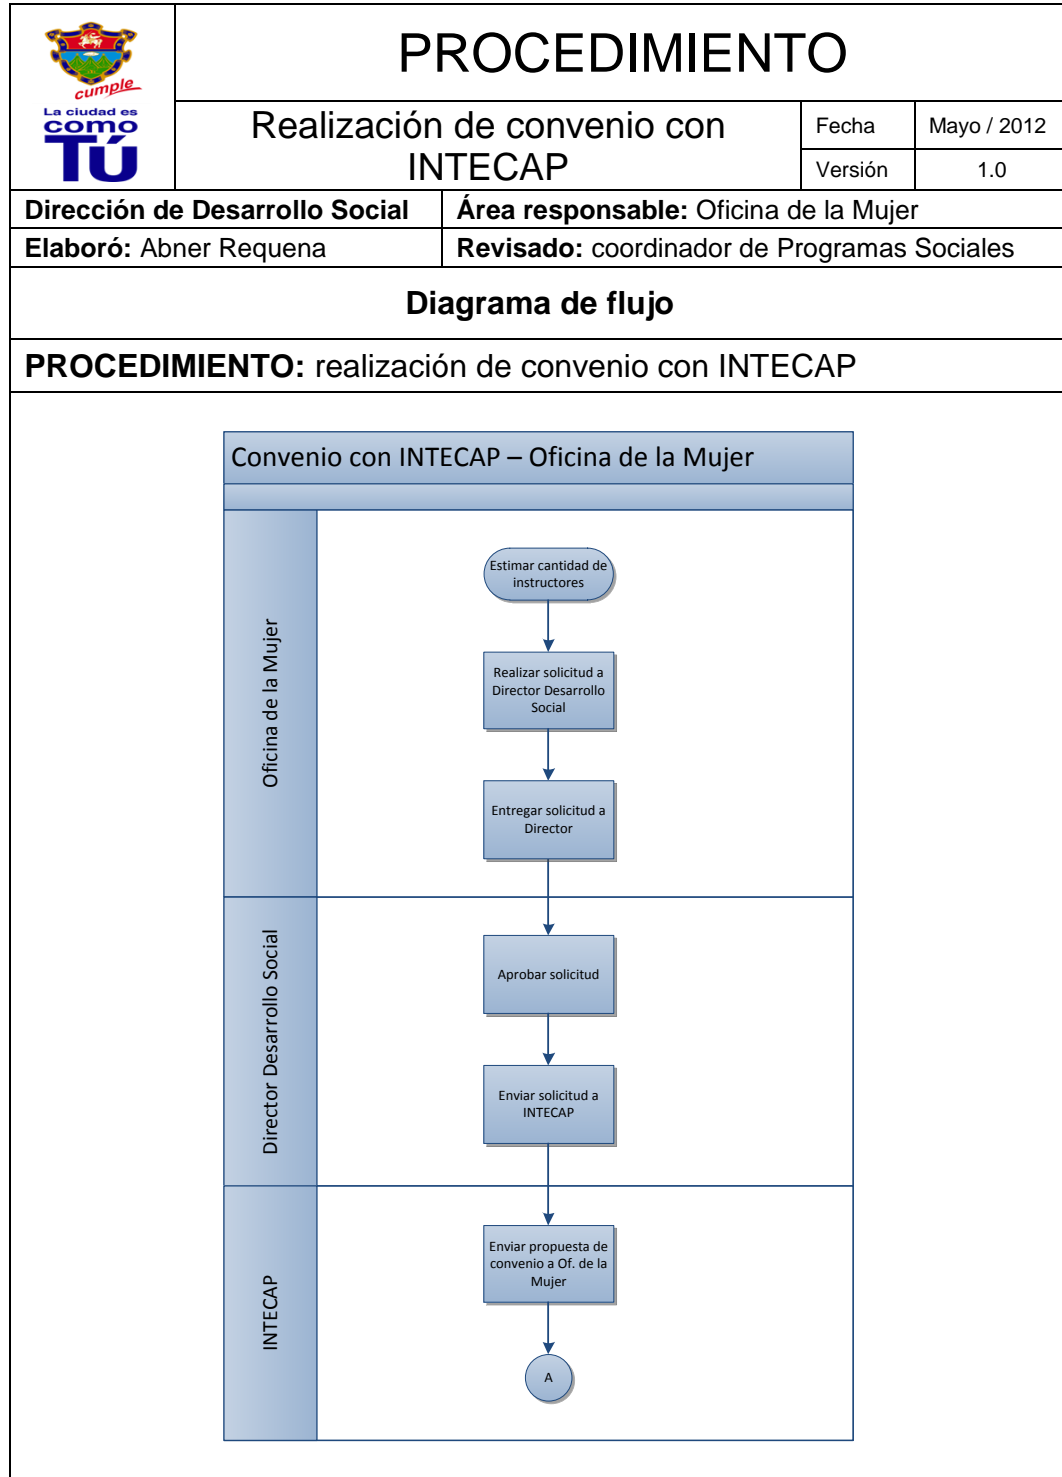 cumple
La ciudad es
como
TÚ
PROCEDIMIENTO
Realización de convenio con
INTECAP
Fecha
Mayo / 2012
Versión
1.0
Dirección de Desarrollo Social
Área responsable: Oficina de la Mujer
Elaboró: Abner Requena
Revisado: coordinador de Programas Sociales
Diagrama de flujo
PROCEDIMIENTO: realización de convenio con INTECAP
Convenio con INTECAP – Oficina de la Mujer
Oficina de la Mujer
Estimar cantidad de
instructores
Realizar solicitud a
Director Desarrollo
Social
Entregar solicitud a
Director
Director Desarrollo Social
Aprobar solicitud
Enviar solicitud a
INTECAP
INTECAP
Enviar propuesta de
convenio a Of. de la
Mujer
A